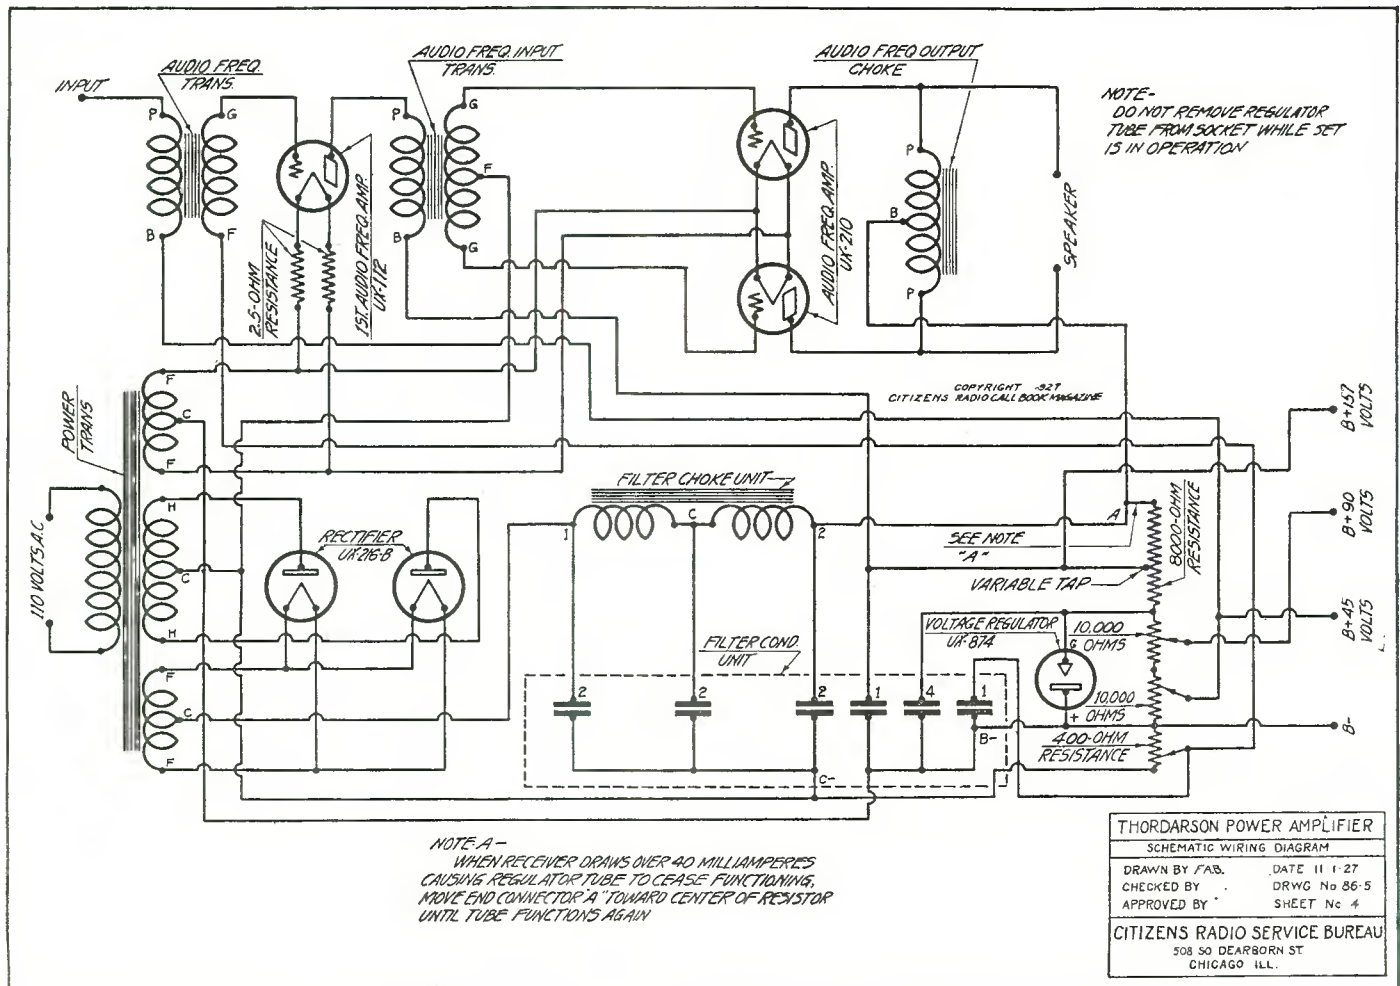 INPUT
AUDIO FREQ.
TRANS.
P
G
B
F
2.5-OHM
RESISTANCE
1ST. AUDIO FREQ. AMP.
UX-112
AUDIO FREQ. INPUT
TRANS.
P
G
F
B
G
AUDIO FREQ. AMP.
UX-210
AUDIO FREQ OUTPUT
CHOKE
P
B
P
SPEAKER
NOTE-
DO NOT REMOVE REGULATOR
TUBE FROM SOCKET WHILE SET
IS IN OPERATION
COPYRIGHT
CITIZENS RADIO CALL BOOK MAGAZINE
POWER
TRANS
110 VOLTS A.C.
F
C
F
H
C
H
F
C
F
RECTIFIER
UX-216-B
FILTER CHOKE UNIT
1
C
2
A
SEE NOTE
"A"
VARIABLE TAP
8000-OHM
RESISTANCE
B+157
VOLTS
B+90
VOLTS
B+45
VOLTS
B-
FILTER COND.
UNIT
VOLTAGE REGULATOR
UX-874
G
+
10,000
OHMS
10,000
OHMS
400-OHM
RESISTANCE
2
2
2
1
4
1
B-
C-
NOTE A-
WHEN RECEIVER DRAWS OVER 40 MILLIAMPERES
CAUSING REGULATOR TUBE TO CEASE FUNCTIONING,
MOVE END CONNECTOR "A" TOWARD CENTER OF RESISTOR
UNTIL TUBE FUNCTIONS AGAIN
THORDARSON POWER AMPLIFIER
SCHEMATIC WIRING DIAGRAM
DRAWN BY F.A.B. DATE 11-1-27
CHECKED BY DRWG No 86-5
APPROVED BY SHEET No 4
CITIZENS RADIO SERVICE BUREAU
508 SO DEARBORN ST
CHICAGO ILL.